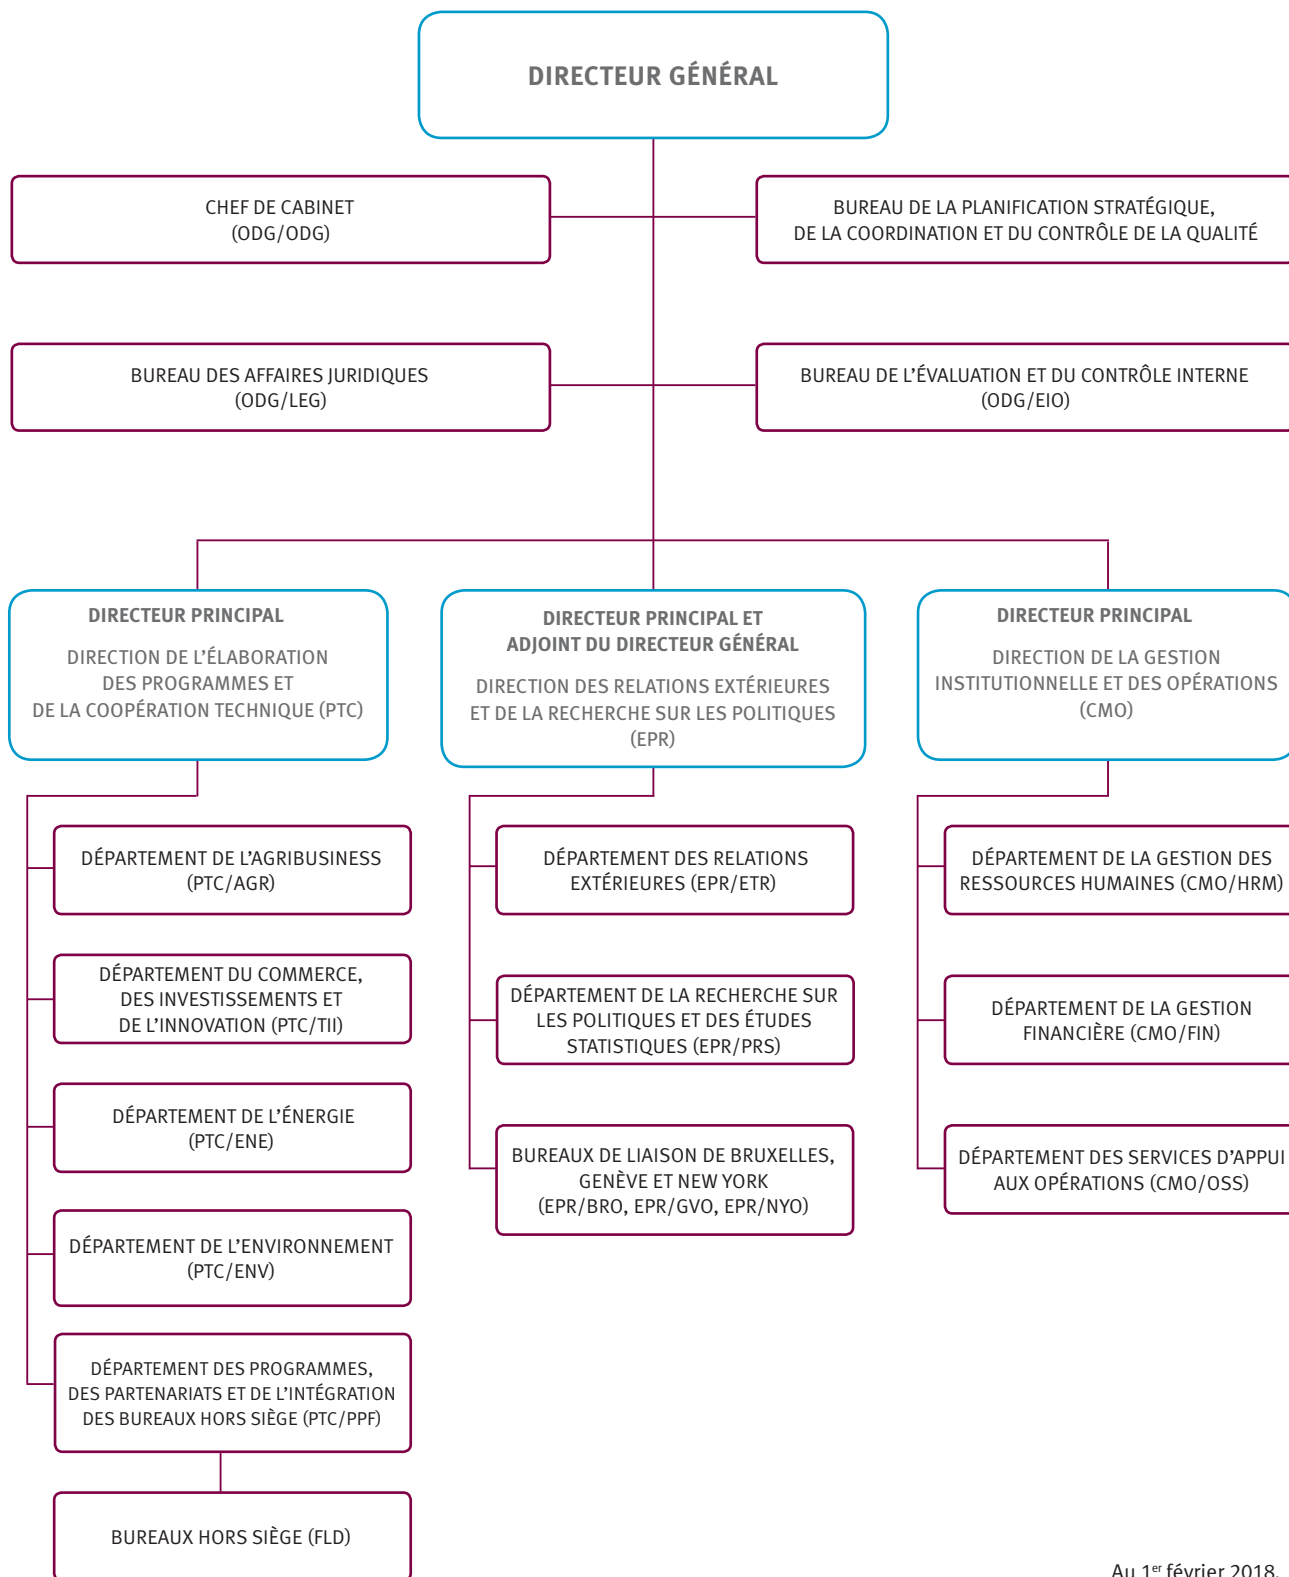 DIRECTEUR GÉNÉRAL
CHEF DE CABINET
(ODG/ODG)
BUREAU DE LA PLANIFICATION STRATÉGIQUE,
DE LA COORDINATION ET DU CONTRÔLE DE LA QUALITÉ
BUREAU DES AFFAIRES JURIDIQUES
(ODG/LEG)
BUREAU DE L’ÉVALUATION ET DU CONTRÔLE INTERNE
(ODG/EIO)
DIRECTEUR PRINCIPAL
DIRECTION DE L’ÉLABORATION
DES PROGRAMMES ET
DE LA COOPÉRATION TECHNIQUE (PTC)
DIRECTEUR PRINCIPAL ET
ADJOINT DU DIRECTEUR GÉNÉRAL
DIRECTION DES RELATIONS EXTÉRIEURES
ET DE LA RECHERCHE SUR LES POLITIQUES
(EPR)
DIRECTEUR PRINCIPAL
DIRECTION DE LA GESTION
INSTITUTIONNELLE ET DES OPÉRATIONS
(CMO)
DÉPARTEMENT DE L’AGRIBUSINESS
(PTC/AGR)
DÉPARTEMENT DU COMMERCE,
DES INVESTISSEMENTS ET
DE L’INNOVATION (PTC/TII)
DÉPARTEMENT DE L’ÉNERGIE
(PTC/ENE)
DÉPARTEMENT DE L’ENVIRONNEMENT
(PTC/ENV)
DÉPARTEMENT DES PROGRAMMES,
DES PARTENARIATS ET DE L’INTÉGRATION
DES BUREAUX HORS SIÈGE (PTC/PPF)
BUREAUX HORS SIÈGE (FLD)
DÉPARTEMENT DES RELATIONS
EXTÉRIEURES (EPR/ETR)
DÉPARTEMENT DE LA RECHERCHE SUR
LES POLITIQUES ET DES ÉTUDES
STATISTIQUES (EPR/PRS)
BUREAUX DE LIAISON DE BRUXELLES,
GENÈVE ET NEW YORK
(EPR/BRO, EPR/GVO, EPR/NYO)
DÉPARTEMENT DE LA GESTION DES
RESSOURCES HUMAINES (CMO/HRM)
DÉPARTEMENT DE LA GESTION
FINANCIÈRE (CMO/FIN)
DÉPARTEMENT DES SERVICES D’APPUI
AUX OPÉRATIONS (CMO/OSS)
Au 1er février 2018.